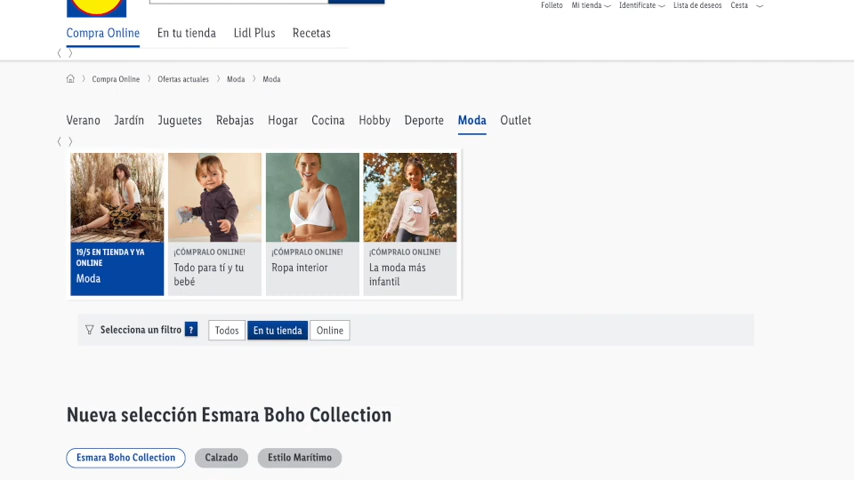 Folleto Mi tienda Identifícate Lista de deseos Cesta
Compra Online En tu tienda Lidl Plus Recetas
Compra Online Ofertas actuales Moda Moda
Verano Jardín Juguetes Rebajas Hogar Cocina Hobby Deporte Moda Outlet
19/5 EN TIENDA Y YA
ONLINE
Moda
¡CÓMPRALO ONLINE!
Todo para tí y tu
bebé
¡CÓMPRALO ONLINE!
Ropa interior
¡CÓMPRALO ONLINE!
La moda más
infantil
Selecciona un filtro ? Todos En tu tienda Online
Nueva selección Esmara Boho Collection
Esmara Boho Collection Calzado Estilo Marítimo